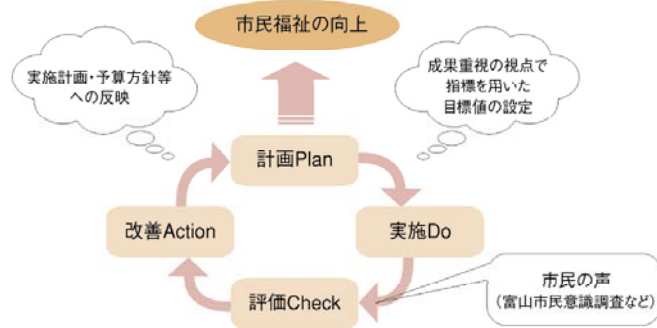 市民福祉の向上
実施計画・予算方針等
への反映
成果重視の視点で
指標を用いた
目標値の設定
計画Plan
改善Action
実施Do
評価Check
市民の声
(富山市民意識調査など)